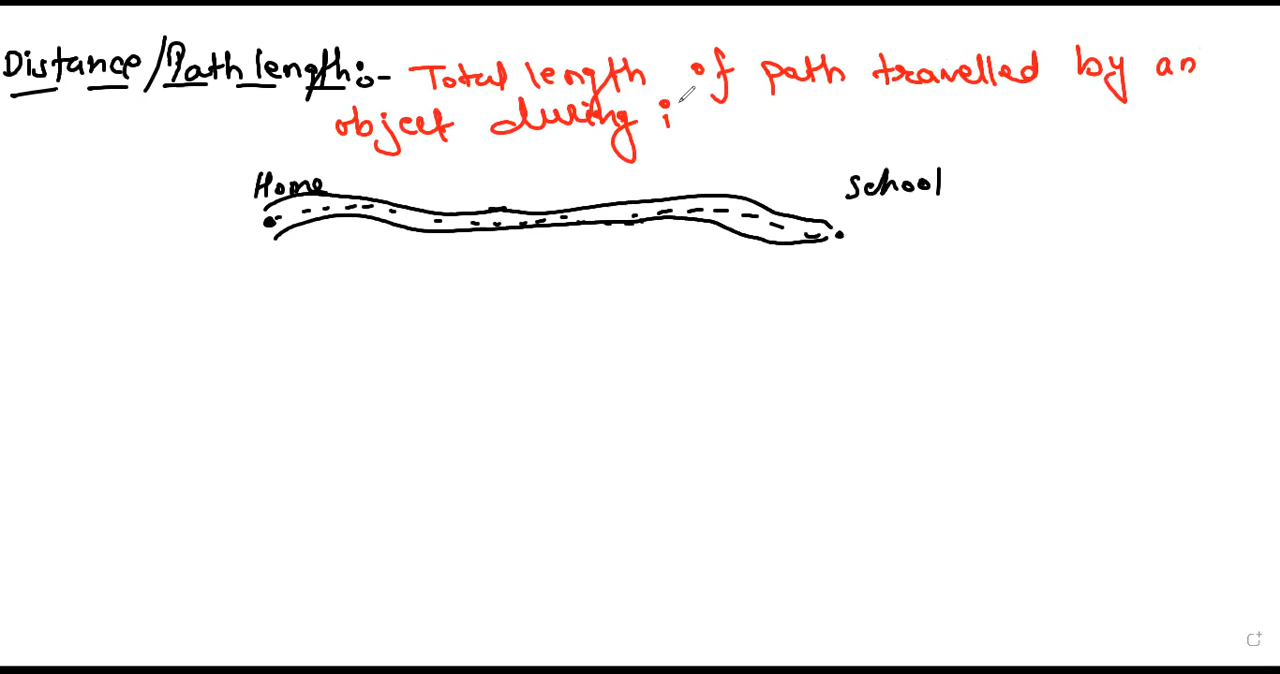 Distance/Path length:- Total length of path travelled by an
object during i
Home
School